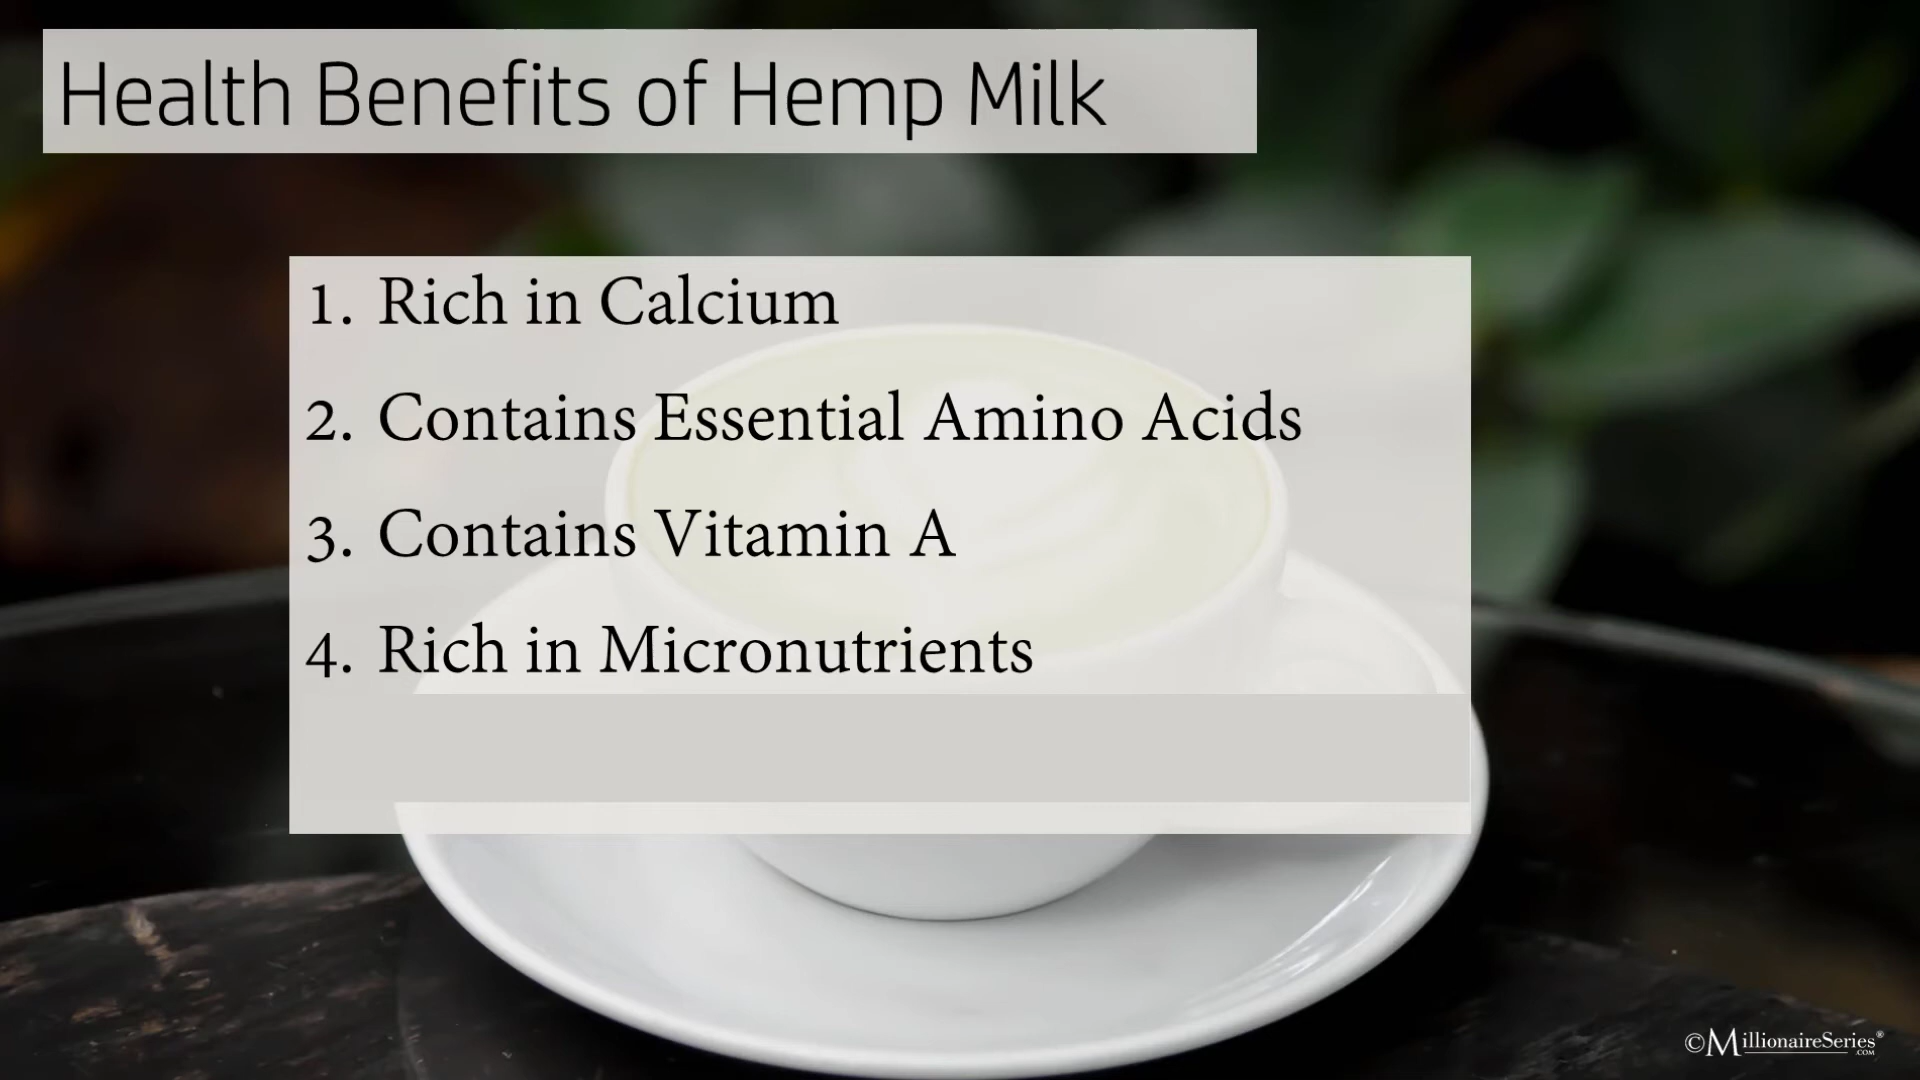 Health Benefits of Hemp Milk
1. Rich in Calcium
2. Contains Essential Amino Acids
3. Contains Vitamin A
4. Rich in Micronutrients
©MillionaireSeries®
.COM